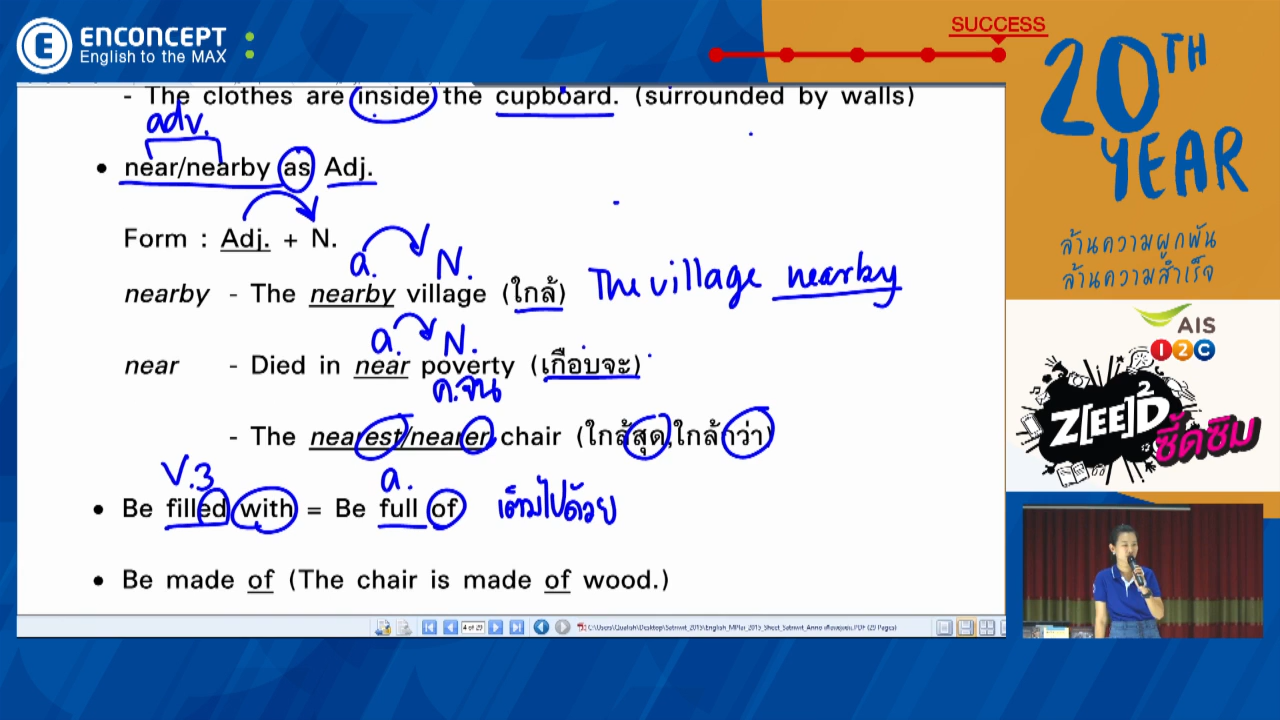 ENCONCEPT
English to the MAX
SUCCESS
20TH
YEAR
ล้านความผูกพัน
ล้านความสำเร็จ
AIS
I2C
Z[EE]D2
ซี้ดซิม
- The clothes are inside the cupboard. (surrounded by walls)
adv.
• near/nearby as Adj.
Form : Adj. + N.
a. N.
nearby - The nearby village (ใกล้) The village nearby
a. N.
near - Died in near poverty (เกือบจะ)
ค.จน
- The nearest/nearer chair (ใกล้สุด,ใกล้กว่า)
V.3 a.
• Be filled with = Be full of เต็มไปด้วย
• Be made of (The chair is made of wood.)
4 of 29